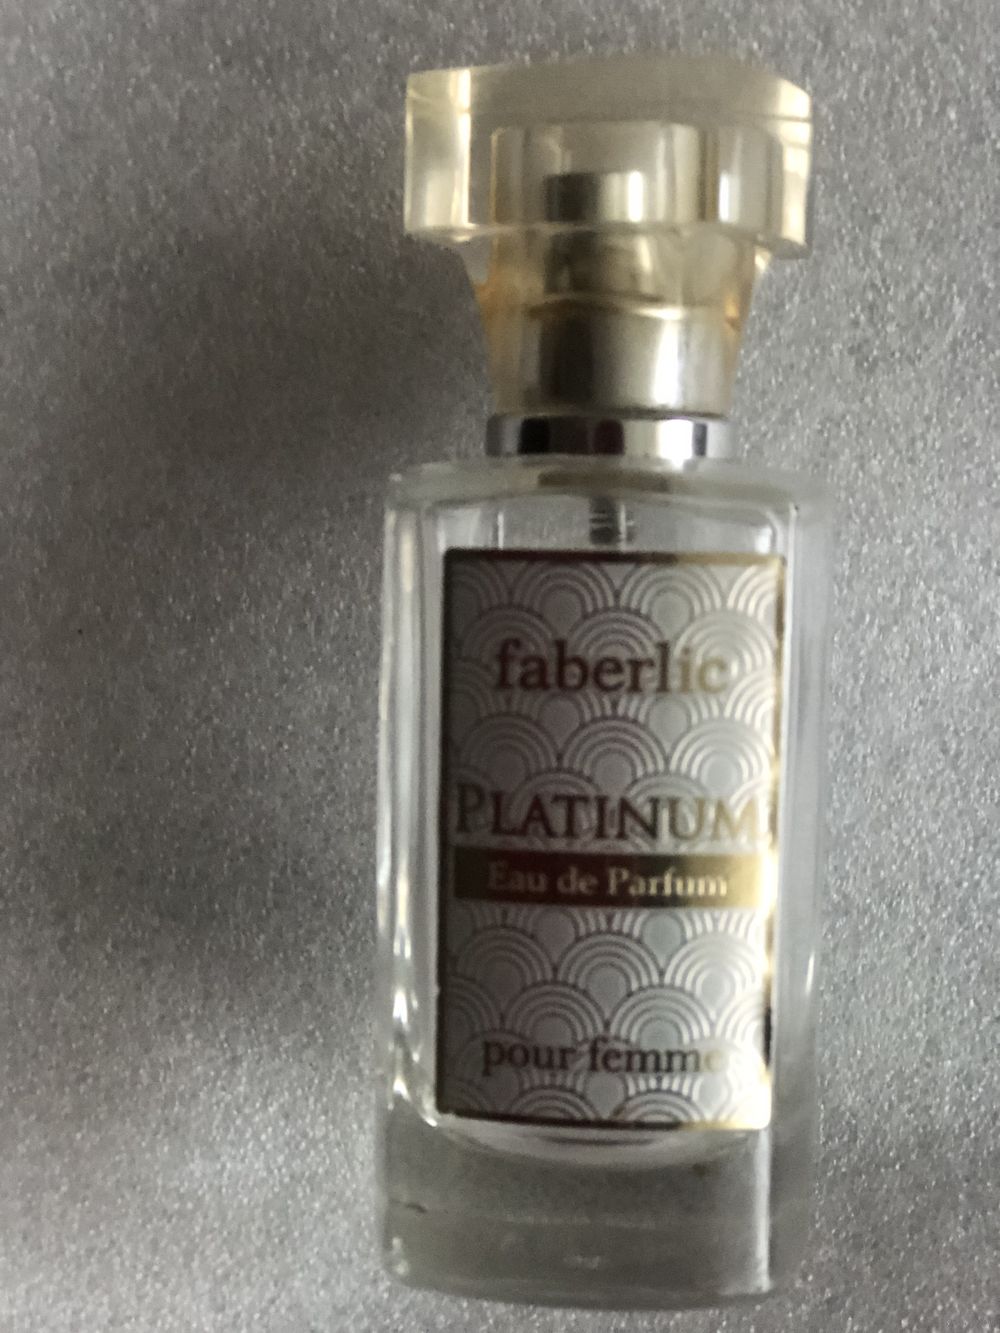 faberlic
PLATINUM
Eau de Parfum
pour femme